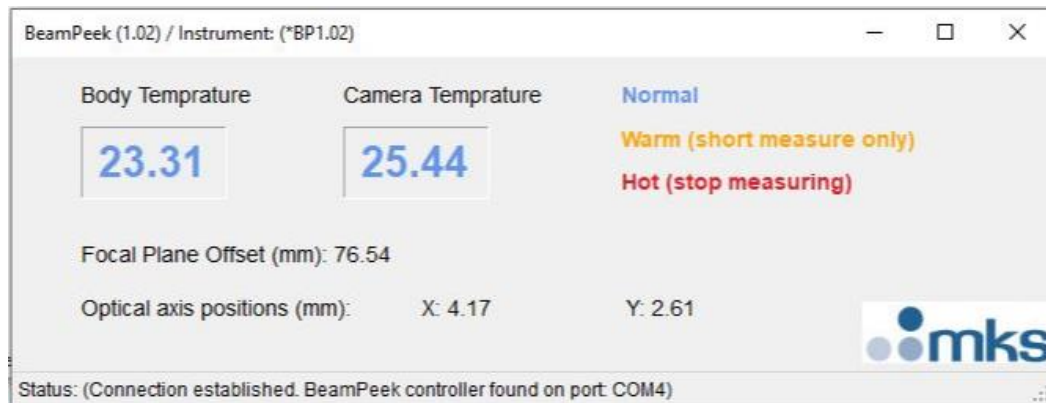 BeamPeek (1.02) / Instrument: (*BP1.02)
Body Temprature Camera Temprature Normal
Warm (short measure only)
23.31 25.44
Hot (stop measuring)
Focal Plane Offset (mm): 76.54
Optical axis positions (mm): X: 4.17 Y: 2.61
mks
Status: (Connection established. BeamPeek controller found on port: COM4)